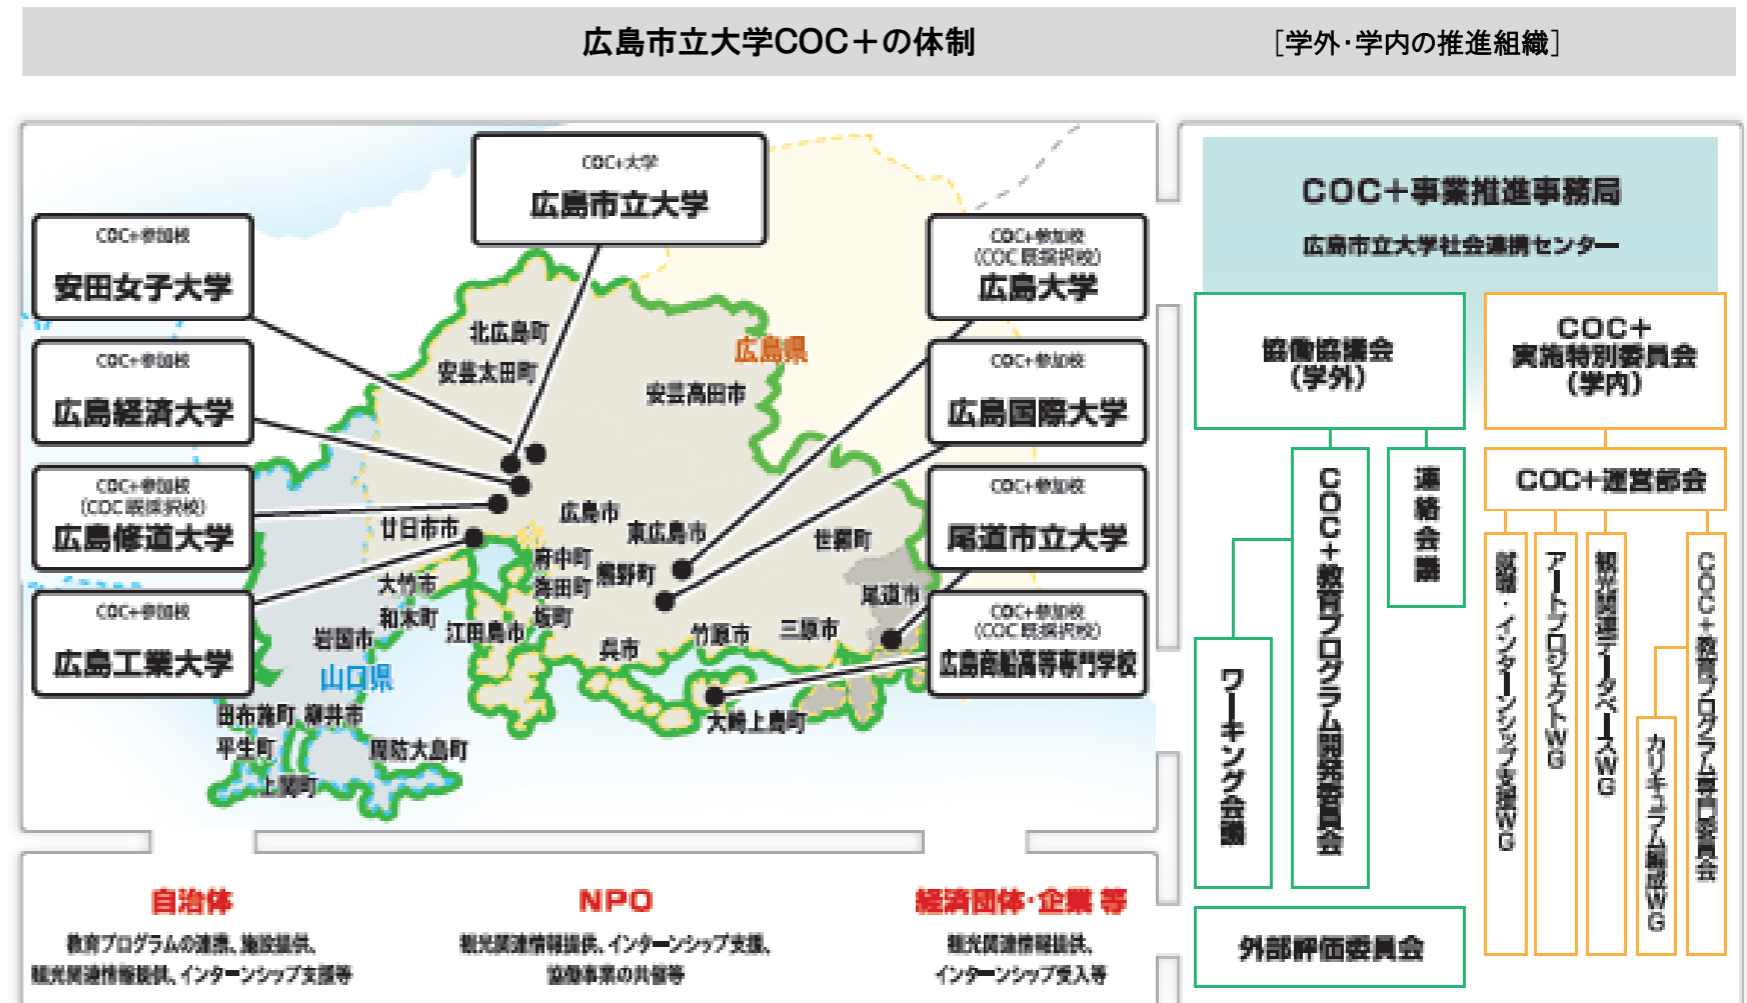 広島市立大学COC＋の体制
［学外・学内の推進組織］
COC+大学
広島市立大学
COC+参加校
安田女子大学
COC+参加校
広島経済大学
COC+参加校
(COC既採択校)
広島修道大学
COC+参加校
広島工業大学
COC+参加校
(COC既採択校)
広島大学
COC+参加校
広島国際大学
COC+参加校
尾道市立大学
COC+参加校
(COC既採択校)
広島商船高等専門学校
北広島町
安芸太田町
広島県
安芸高田市
広島市
廿日市市
東広島市
世羅町
府中町
海田町
熊野町
坂町
大竹市
和木町
江田島市
尾道市
岩国市
呉市
竹原市
三原市
山口県
大崎上島町
田布施町
柳井市
平生町
周防大島町
上関町
自治体
教育プログラムの連携、施設提供、
観光関連情報提供、インターンシップ支援等
NPO
観光関連情報提供、インターンシップ支援、
協働事業の共催等
経済団体・企業 等
観光関連情報提供、
インターンシップ受入等
COC＋事業推進事務局
広島市立大学社会連携センター
協働協議会
（学外）
COC＋
実施特別委員会
（学内）
COC+教育プログラム開発委員会
連絡会議
ワーキング会議
外部評価委員会
COC+運営部会
就職・インターンシップ支援WG
アートプロジェクトWG
観光関連データベースWG
カリキュラム編成WG
COC+教育プログラム専門委員会